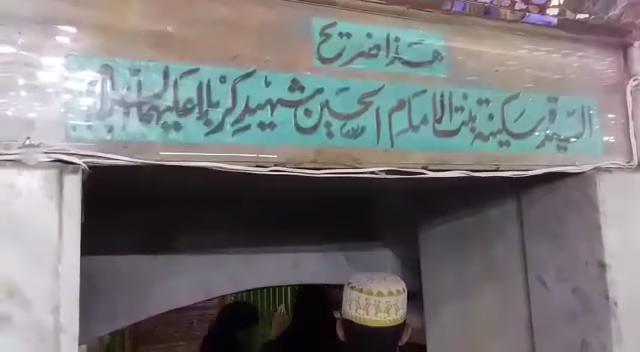 هذا ضريح
السيدة سكينة بنت الامام الحسين شهيد كربلا عليهما السلام